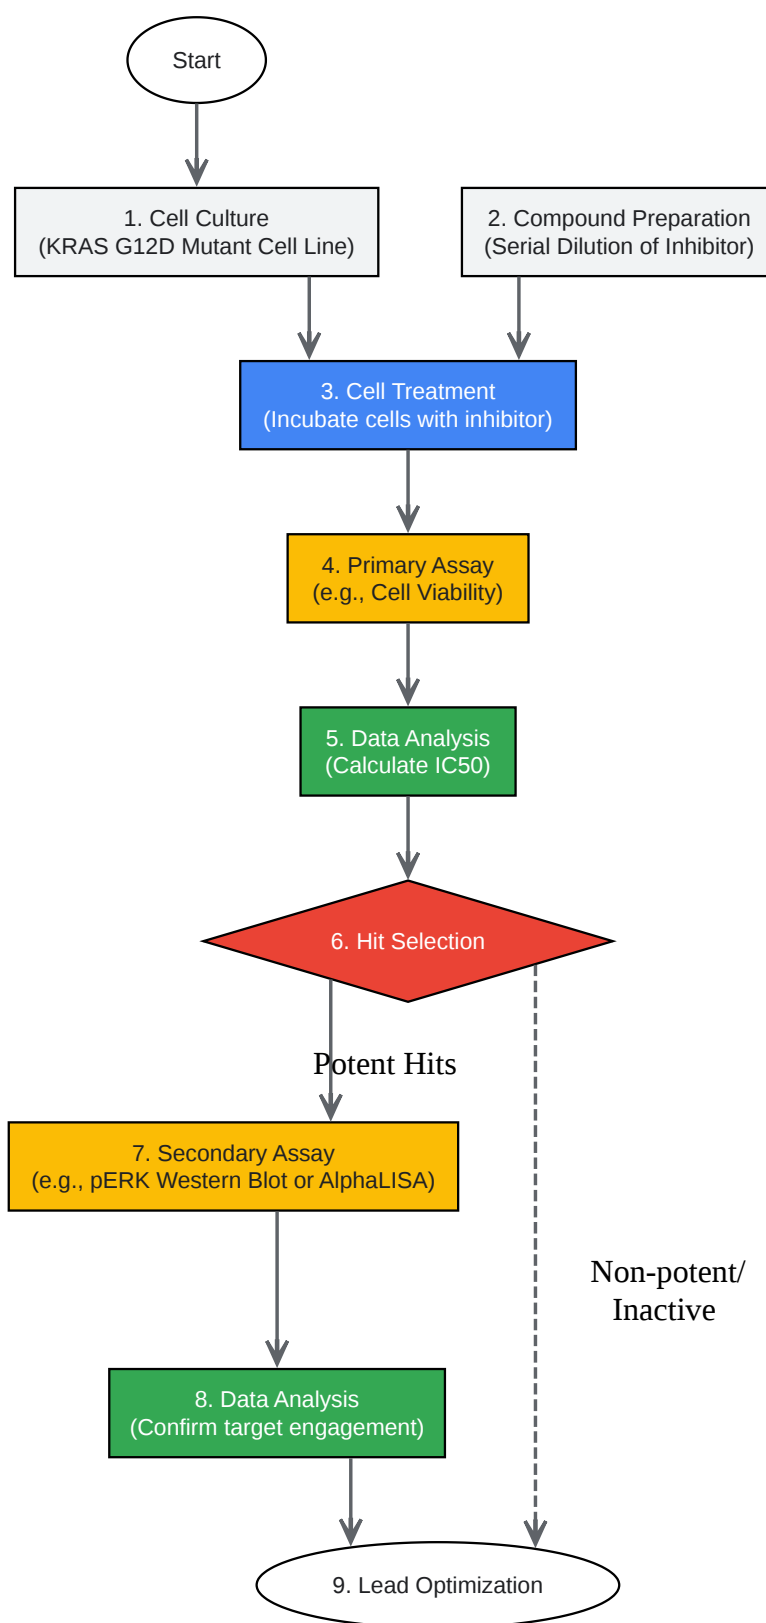 Start
1. Cell Culture
(KRAS G12D Mutant Cell Line)
2. Compound Preparation
(Serial Dilution of Inhibitor)
3. Cell Treatment
(Incubate cells with inhibitor)
4. Primary Assay
(e.g., Cell Viability)
5. Data Analysis
(Calculate IC50)
6. Hit Selection
Potent Hits
7. Secondary Assay
(e.g., pERK Western Blot or AlphaLISA)
Non-potent/
Inactive
8. Data Analysis
(Confirm target engagement)
9. Lead Optimization